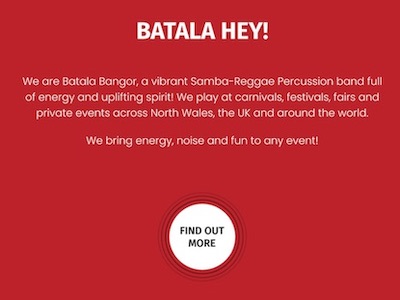 BATALA HEY!
We are Batala Bangor, a vibrant Samba-Reggae Percussion band full
of energy and uplifting spirit! We play at carnivals, festivals, fairs and
private events across North Wales, the UK and around the world.
We bring energy, noise and fun to any event!
FIND OUT
MORE